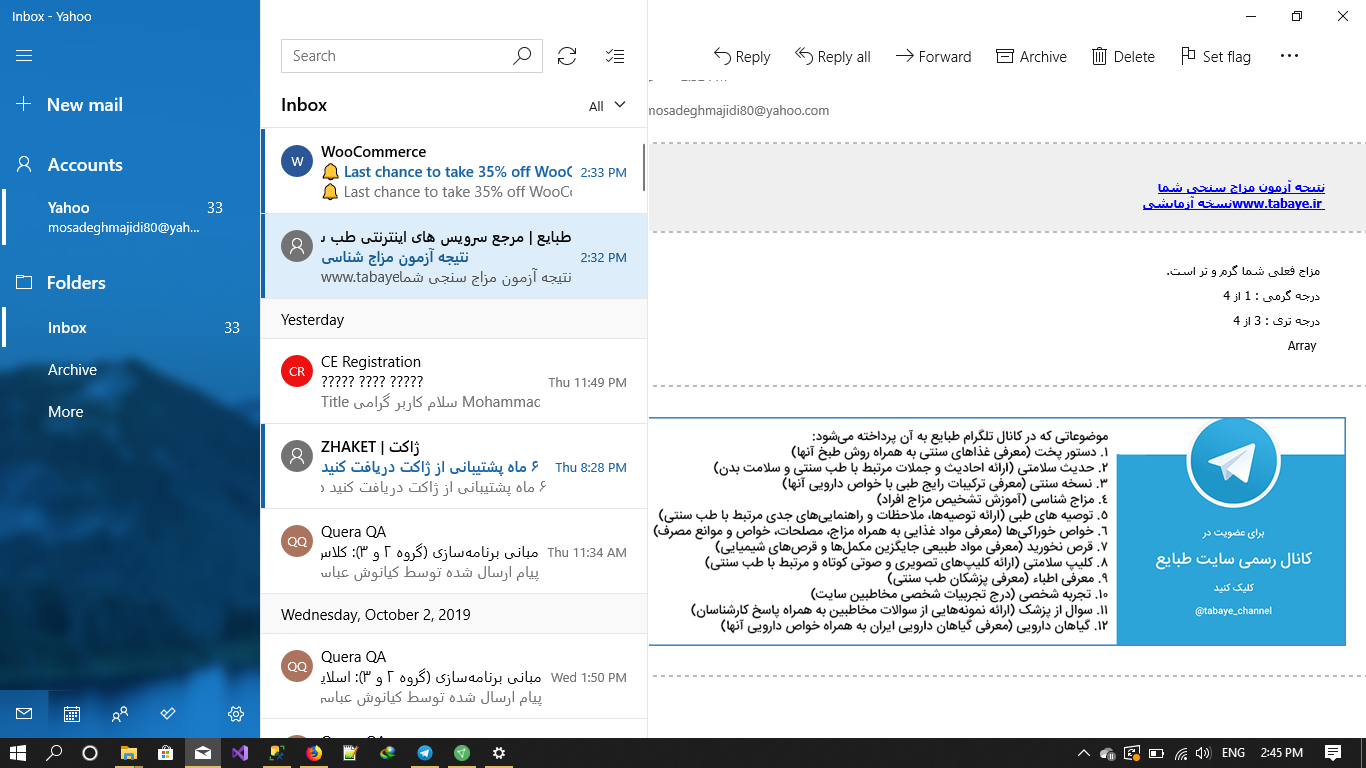 Inbox - Yahoo
New mail
Accounts
Yahoo 33
mosadeghmajidi80@yah...
Folders
Inbox 33
Archive
More
Search
Inbox All
W
WooCommerce
Last chance to take 35% off WooC 2:33 PM
Last chance to take 35% off WooCo
طبایع | مرجع سرویس های اینترنتی طب س
نتیجه آزمون مزاج شناسی 2:32 PM
نتیجه آزمون مزاج سنجی شماwww.tabaye
Yesterday
CR
CE Registration
????? ???? ????? Thu 11:49 PM
Title سلام کاربر گرامی Mohammad
ZHAKET | ژاکت
۶ ماه پشتیبانی از ژاکت دریافت کنید Thu 8:28 PM
۶ ماه پشتیبانی از ژاکت دریافت کنید د
QQ
Quera QA
مبانی برنامه‌سازی (گروه ۲ و ۳): کلاس Thu 11:34 AM
پیام ارسال شده توسط کیانوش عباس
Wednesday, October 2, 2019
QQ
Quera QA
مبانی برنامه‌سازی (گروه ۲ و ۳): اسلاید Wed 1:50 PM
پیام ارسال شده توسط کیانوش عباسی
Quera QA
Reply Reply all Forward Archive Delete Set flag
mosadeghmajidi80@yahoo.com
نتیجه آزمون مزاج سنجی شما
www.tabaye.irنسخه آزمایشی
مزاج فعلی شما گرم و تر است.
درجه گرمی : 1 از 4
درجه تری : 3 از 4
Array
موضوعاتی که در کانال تلگرام طبایع به آن پرداخته می‌شود:
۱. دستور پخت (معرفی غذاهای سنتی به همراه روش طبخ آنها)
۲. حدیث سلامتی (ارائه احادیث و جملات مرتبط با طب سنتی و سلامت بدن)
۳. نسخه سنتی (معرفی ترکیبات رایج طبی با خواص دارویی آنها)
۴. مزاج شناسی (آموزش تشخیص مزاج افراد)
۵. توصیه های طبی (ارائه توصیه‌ها، ملاحظات و راهنمایی‌های جدی مرتبط با طب سنتی)
۶. خواص خوراکی‌ها (معرفی مواد غذایی به همراه مزاج، مصلحات، خواص و موانع مصرف)
۷. قرص نخورید (معرفی مواد طبیعی جایگزین مکمل‌ها و قرص‌های شیمیایی)
۸. کلیپ سلامتی (ارائه کلیپ‌های تصویری و صوتی کوتاه و مرتبط با طب سنتی)
۹. معرفی اطباء (معرفی پزشکان طب سنتی)
۱۰. تجربه شخصی (درج تجربیات شخصی مخاطبین سایت)
۱۱. سوال از پزشک (ارائه نمونه‌هایی از سوالات مخاطبین به همراه پاسخ کارشناسان)
۱۲. گیاهان دارویی (معرفی گیاهان دارویی ایران به همراه خواص دارویی آنها)
برای عضویت در
کانال رسمی سایت طبایع
کلیک کنید
@tabaye_channel
ENG 2:45 PM